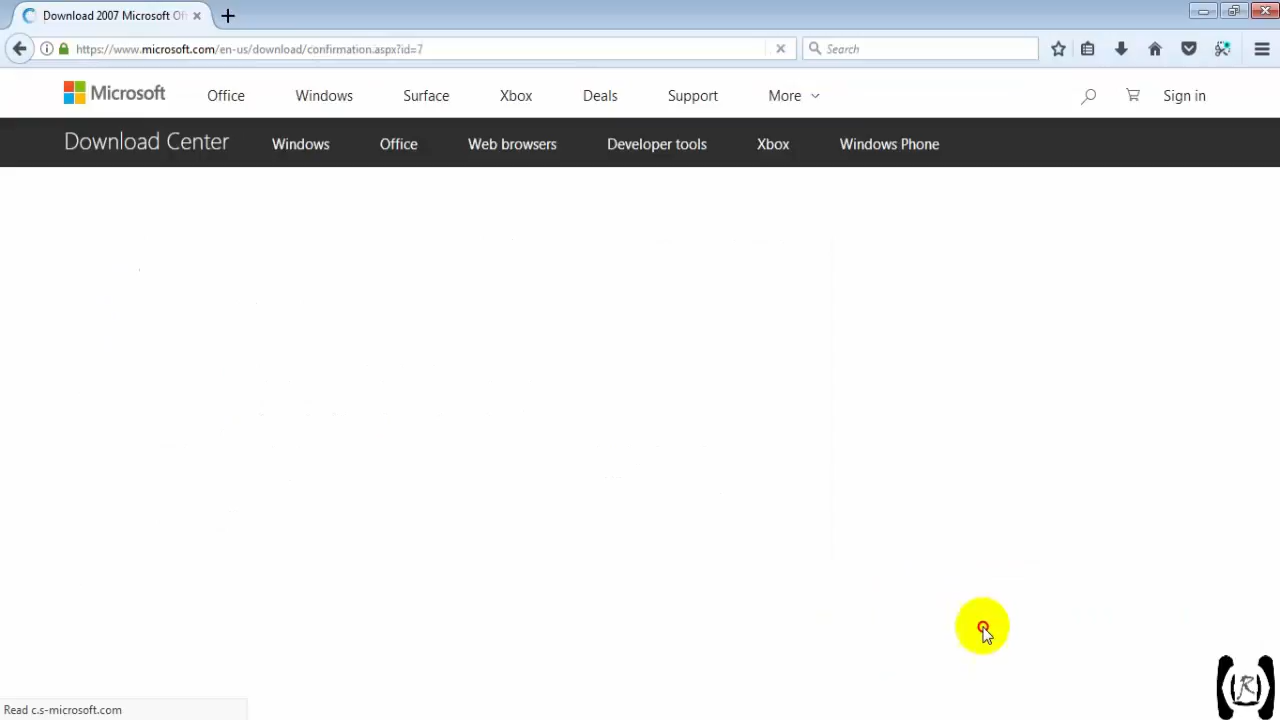 Download 2007 Microsoft Of
https://www.microsoft.com/en-us/download/confirmation.aspx?id=7
Search
Microsoft
Office
Windows
Surface
Xbox
Deals
Support
More
Sign in
Download Center
Windows
Office
Web browsers
Developer tools
Xbox
Windows Phone
Read c.s-microsoft.com
R